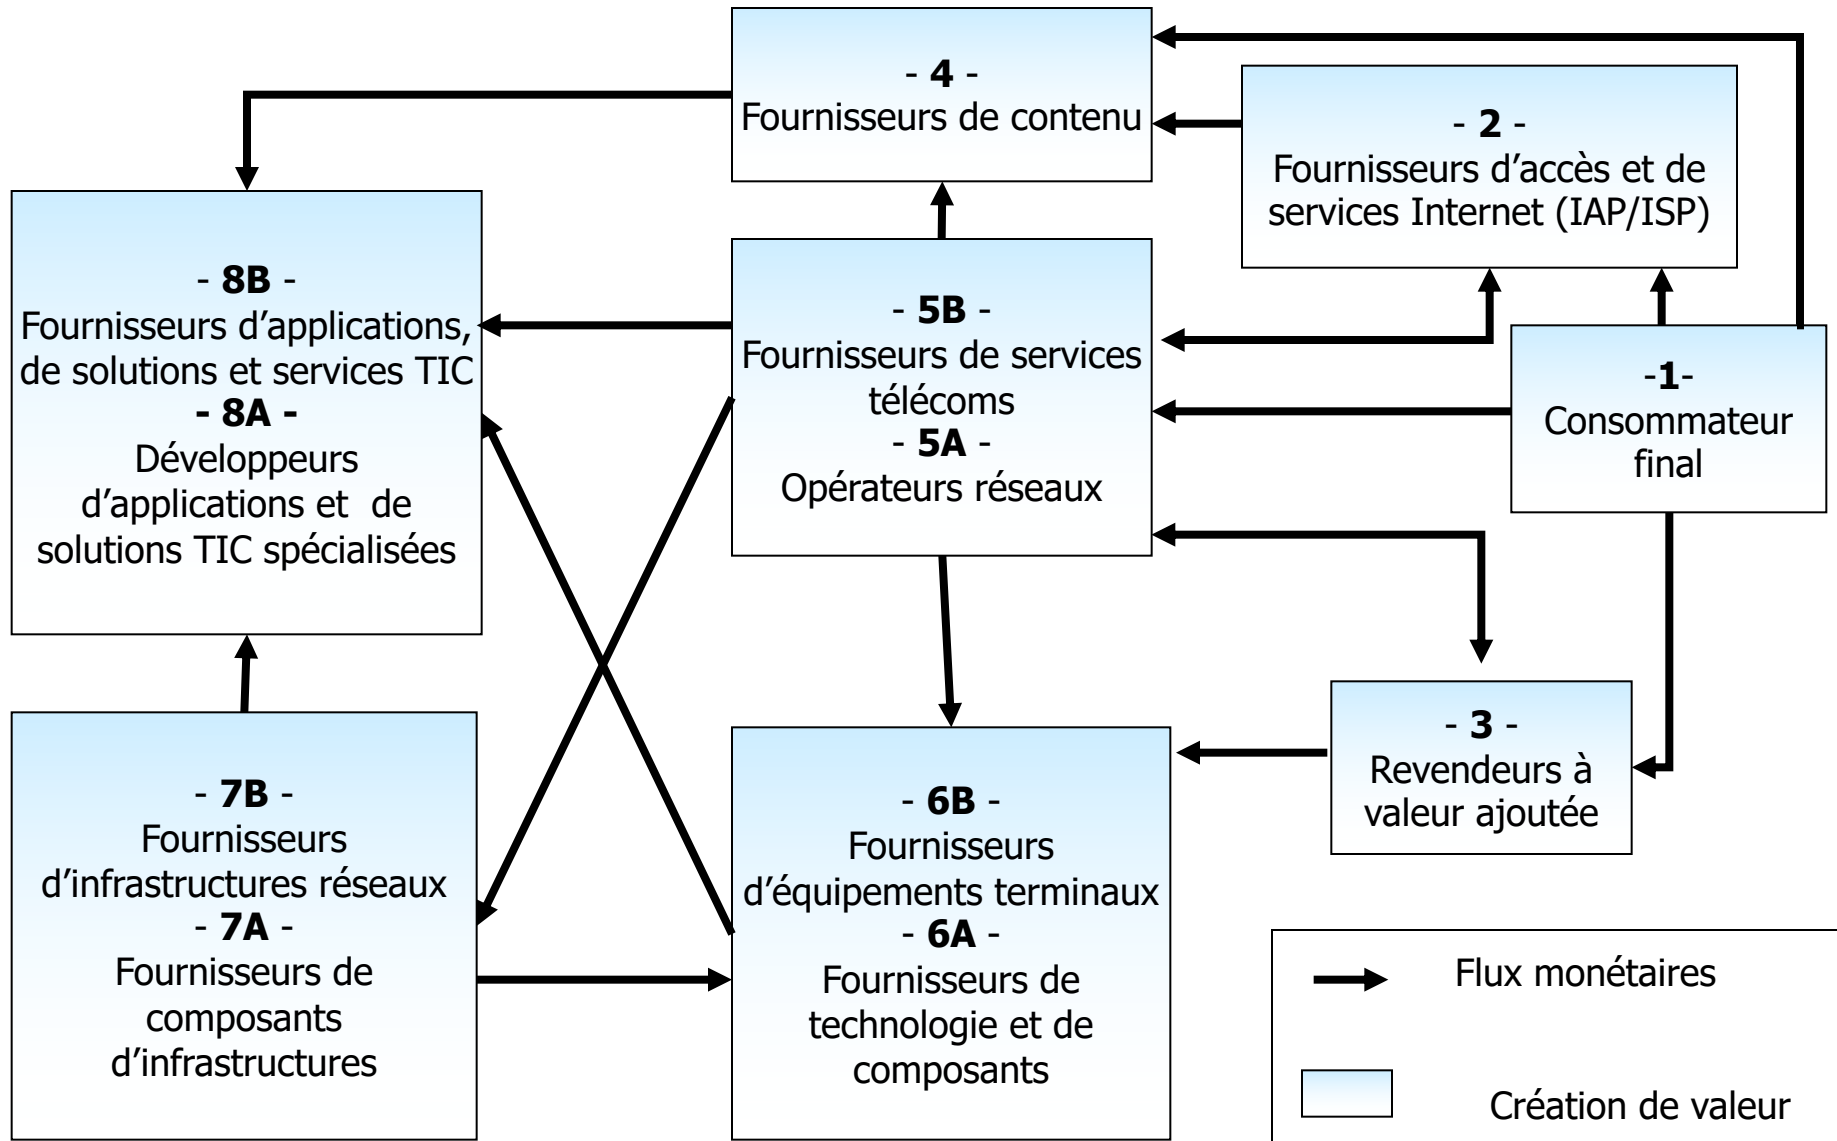 - 4 -
Fournisseurs de contenu
- 2 -
Fournisseurs d’accès et de
services Internet (IAP/ISP)
- 8B -
Fournisseurs d’applications,
de solutions et services TIC
- 8A -
Développeurs
d’applications et de
solutions TIC spécialisées
- 5B -
Fournisseurs de services
télécoms
- 5A -
Opérateurs réseaux
-1-
Consommateur
final
- 7B -
Fournisseurs
d’infrastructures réseaux
- 7A -
Fournisseurs de
composants
d’infrastructures
- 6B -
Fournisseurs
d’équipements terminaux
- 6A -
Fournisseurs de
technologie et de
composants
- 3 -
Revendeurs à
valeur ajoutée
Flux monétaires
Création de valeur